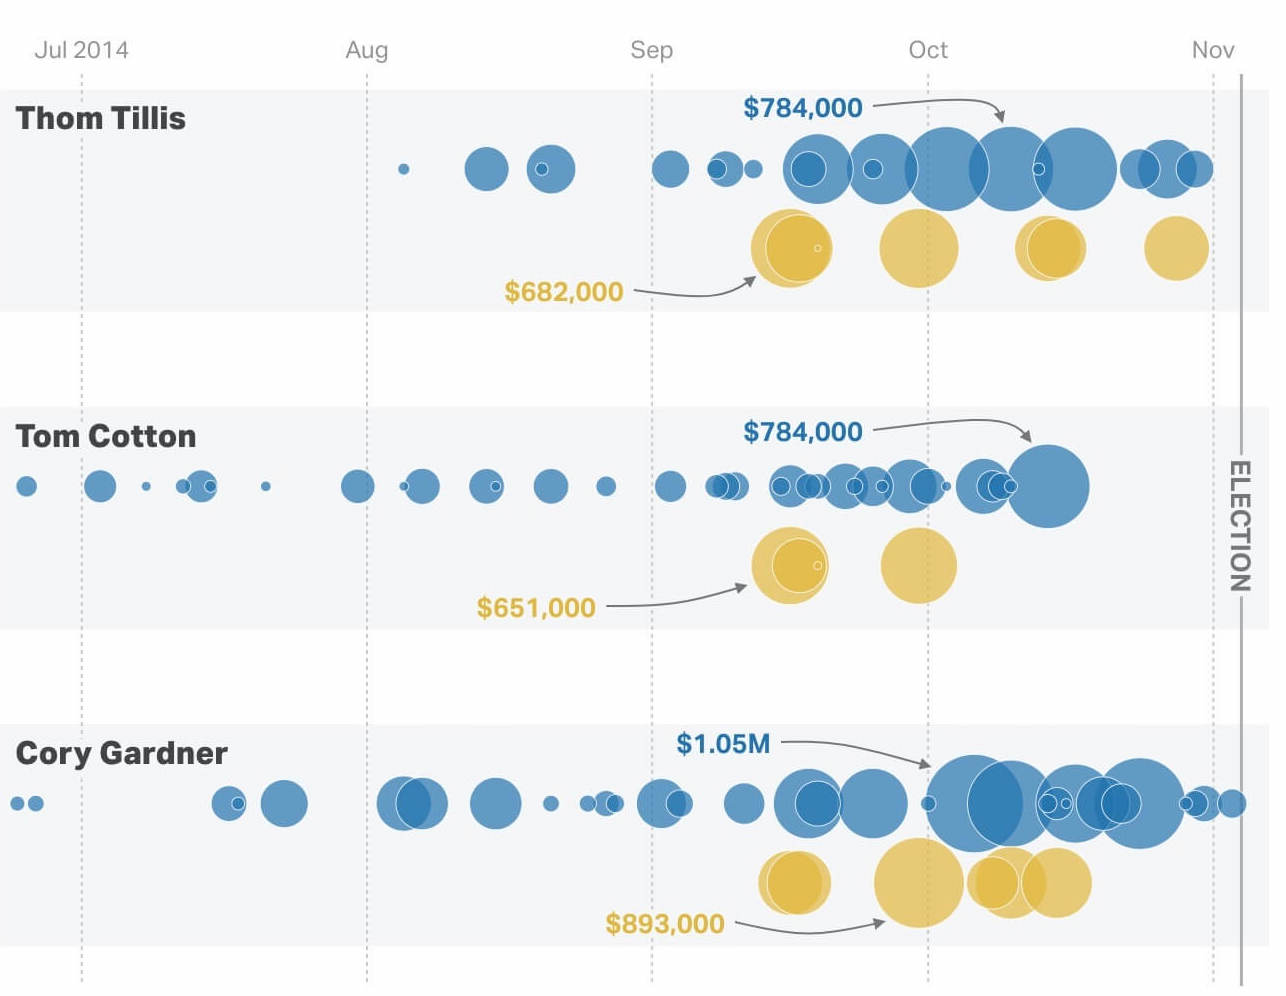 Jul 2014 Aug Sep Oct Nov
Thom Tillis
$784,000
$682,000
Tom Cotton
$784,000
$651,000
ELECTION
Cory Gardner
$1.05M
$893,000